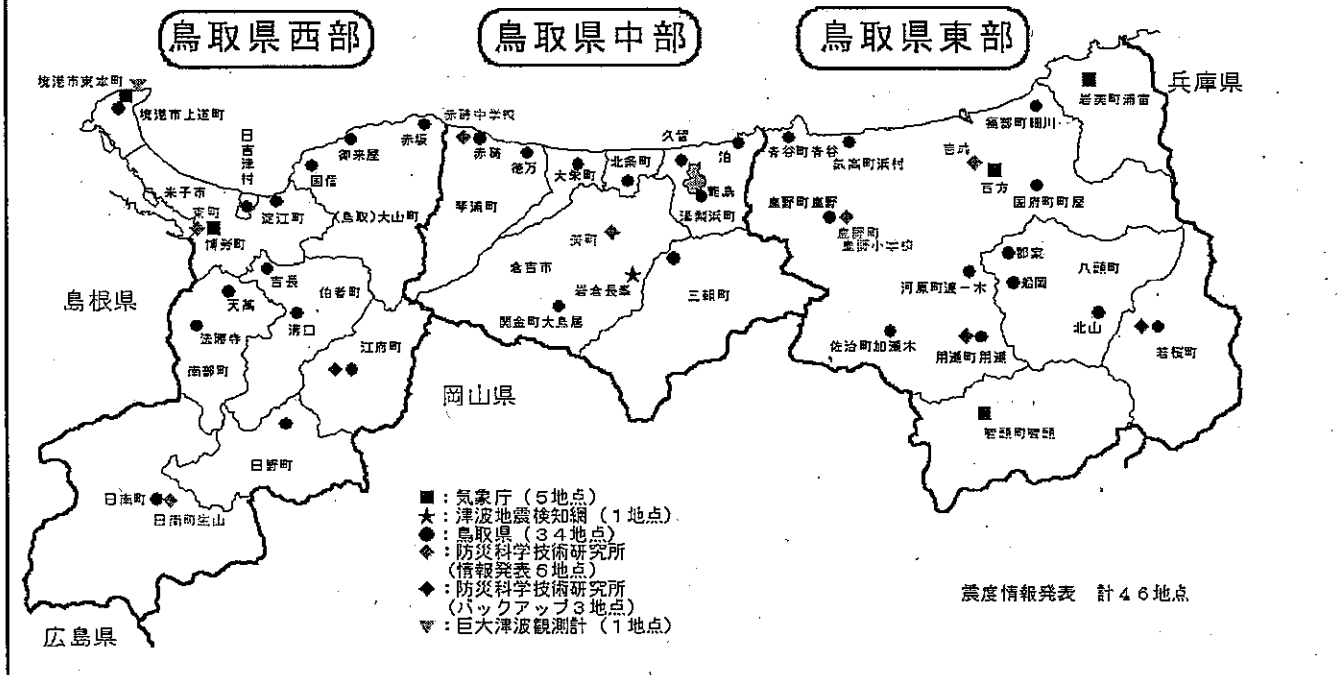 鳥取県西部
鳥取県中部
鳥取県東部
兵庫県
島根県
岡山県
広島県
境港市東本町
境港市上道町
日吉津村
米子市
東町
博労町
淀江町
国信
御来屋
赤坂
(鳥取)大山町
吉長
伯耆町
天萬
溝口
法勝寺
南部町
江府町
日野町
日南町
日南町生山
赤碕中学校
赤碕
徳万
琴浦町
大栄町
北条町
久留
泊
龍島
湯梨浜町
葵町
倉吉市
岩倉長峯
関金町大鳥居
三朝町
青谷町青谷
気高町浜村
鹿野町鹿野
鹿野町
鹿野小学校
福部町細川
岩美町浦富
吉成
吉方
国府町町屋
郡家
船岡
八頭町
北山
河原町渡一木
佐治町加瀬木
用瀬町用瀬
若桜町
智頭町智頭
■:気象庁(5地点)
★:津波地震検知網(1地点)
●:鳥取県(34地点)
◆:防災科学技術研究所
(情報発表6地点)
◆:防災科学技術研究所
(バックアップ3地点)
▼:巨大津波観測計(1地点)
震度情報発表 計46地点